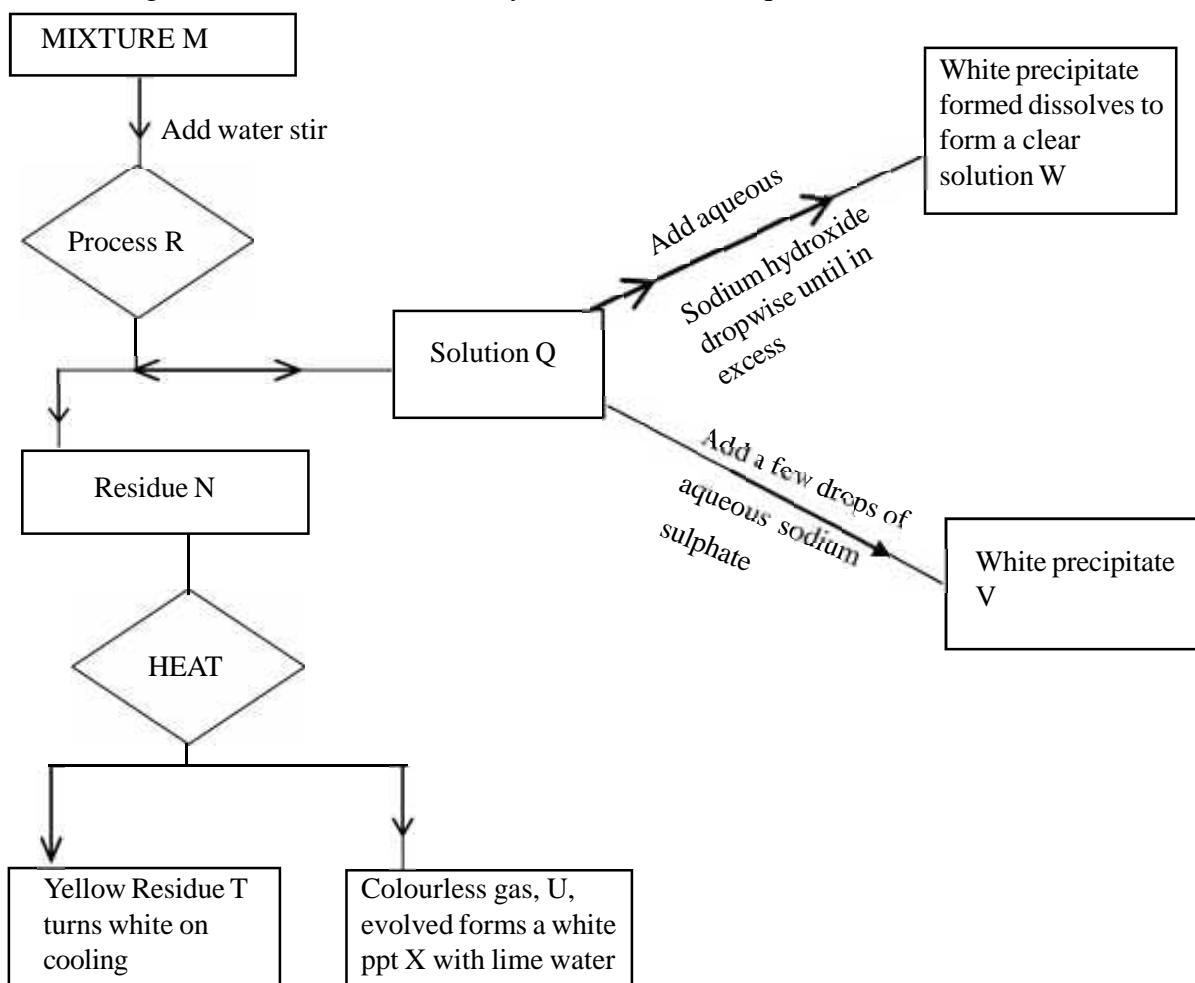 MIXTURE M
Add water stir
Process R
Solution Q
Add aqueous
Sodium hydroxide
dropwise until in
excess
White precipitate
formed dissolves to
form a clear
solution W
Add a few drops of
aqueous sodium
sulphate
White precipitate
V
Residue N
HEAT
Yellow Residue T
turns white on
cooling
Colourless gas, U,
evolved forms a white
ppt X with lime water